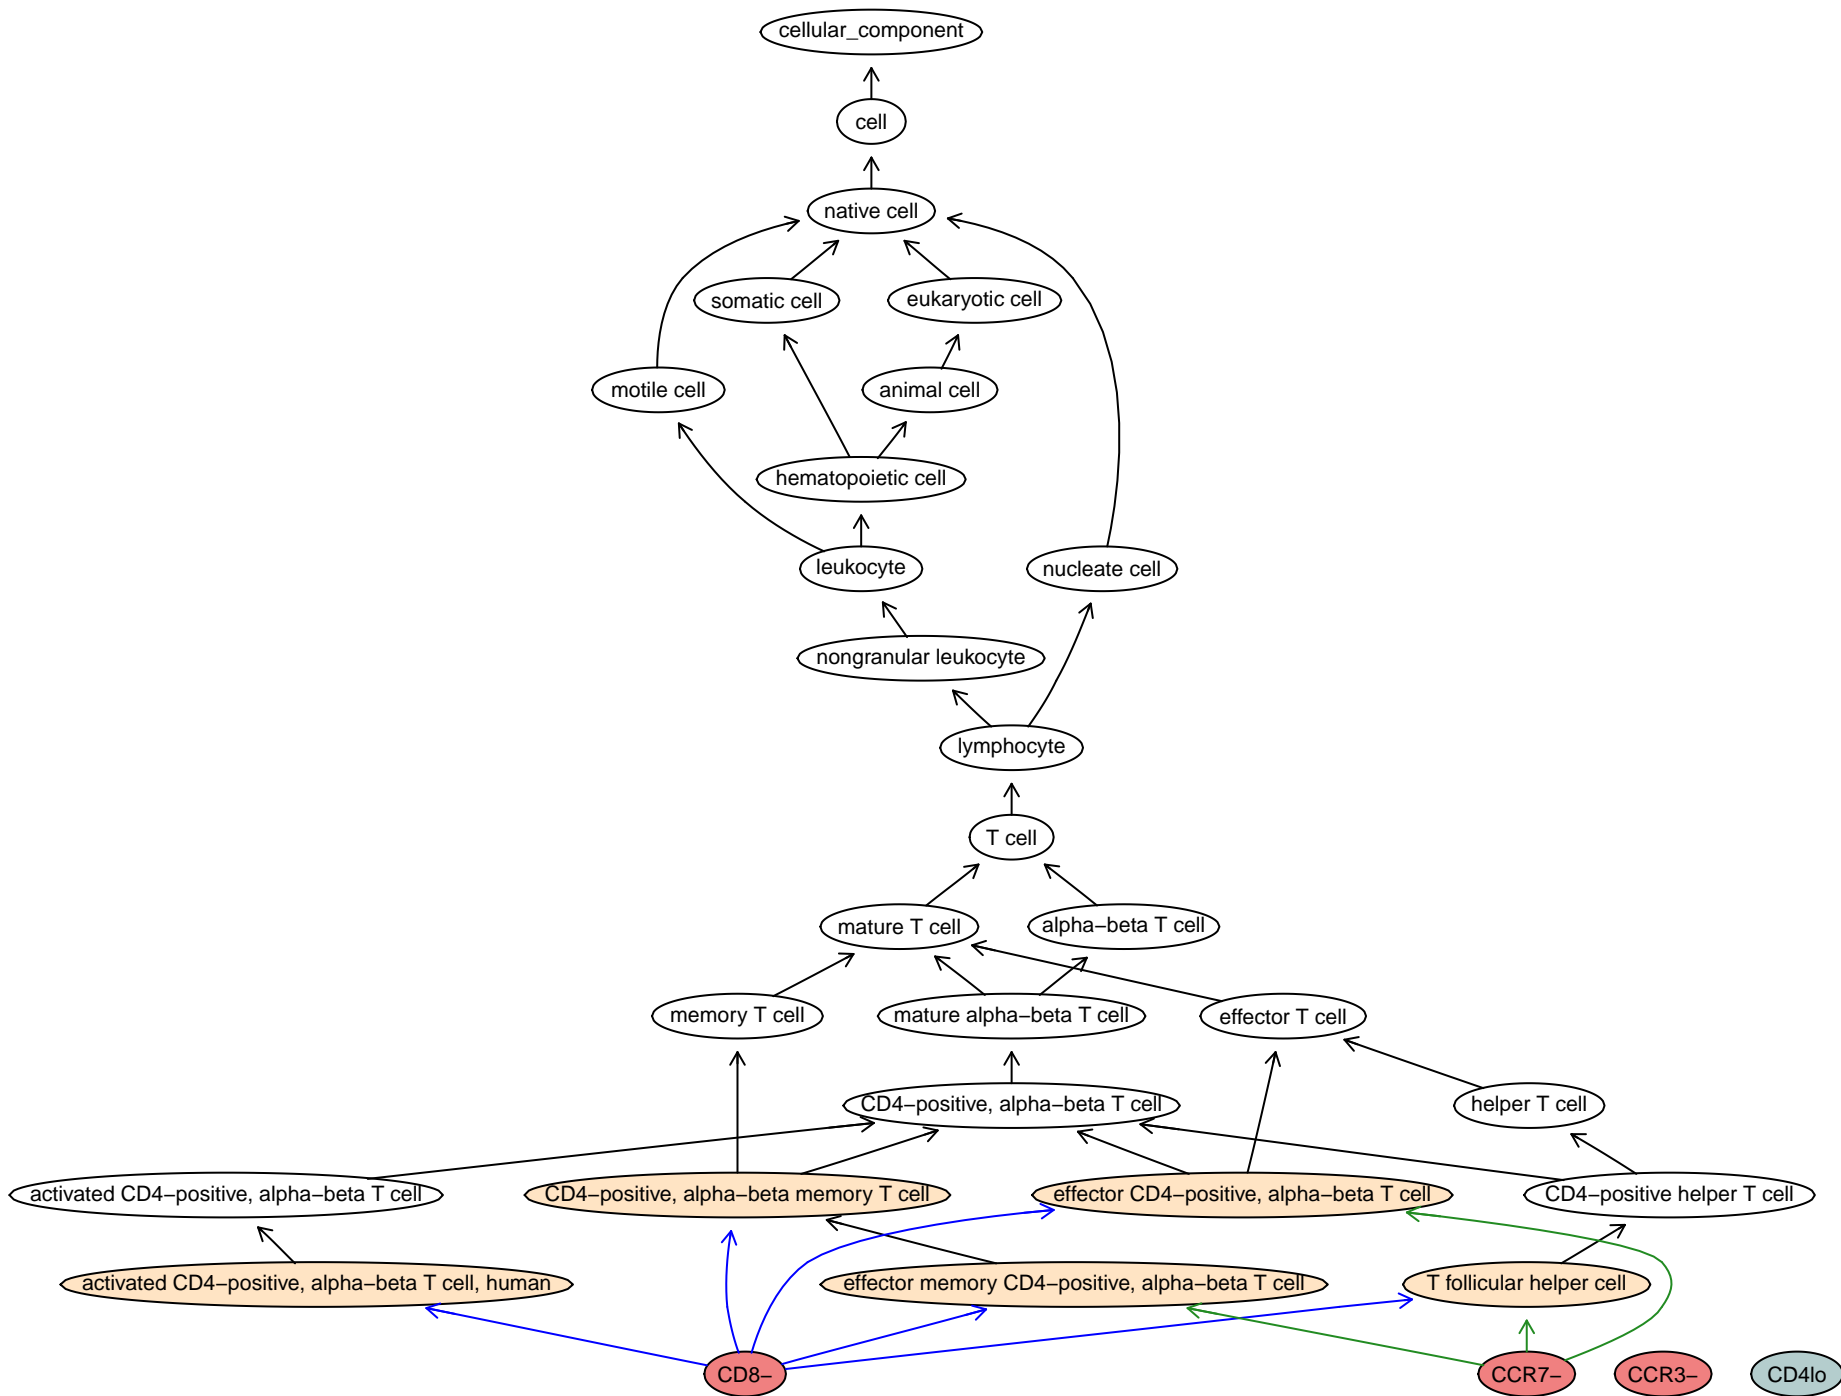 cellular_component
cell
native cell
somatic cell
eukaryotic cell
motile cell
animal cell
hematopoietic cell
leukocyte
nucleate cell
nongranular leukocyte
lymphocyte
T cell
mature T cell
alpha−beta T cell
memory T cell
mature alpha−beta T cell
effector T cell
CD4−positive, alpha−beta T cell
helper T cell
activated CD4−positive, alpha−beta T cell
CD4−positive, alpha−beta memory T cell
effector CD4−positive, alpha−beta T cell
CD4−positive helper T cell
activated CD4−positive, alpha−beta T cell, human
effector memory CD4−positive, alpha−beta T cell
T follicular helper cell
CD8−
CCR7−
CCR3−
CD4lo